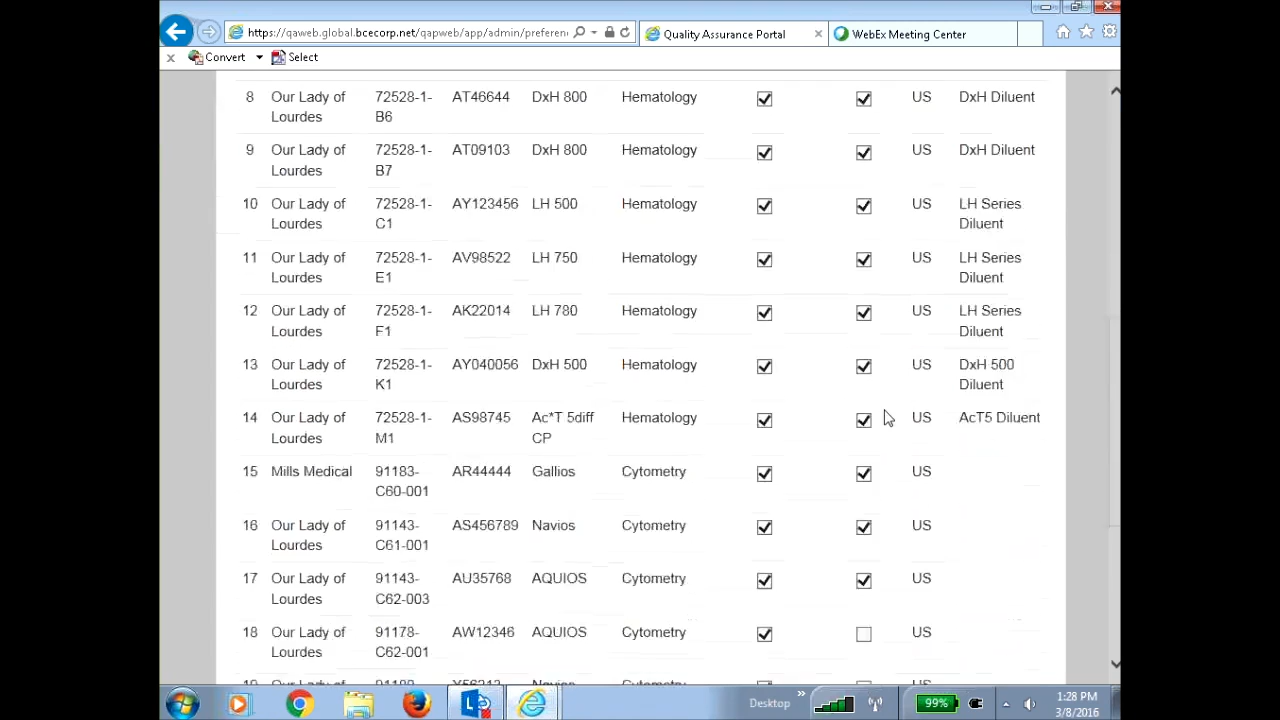 https://qaweb.global.bcecorp.net/qapweb/app/admin/preferen
Quality Assurance Portal
WebEx Meeting Center
Convert
Select
8 Our Lady of Lourdes 72528-1-B6 AT46644 DxH 800 Hematology US DxH Diluent
9 Our Lady of Lourdes 72528-1-B7 AT09103 DxH 800 Hematology US DxH Diluent
10 Our Lady of Lourdes 72528-1-C1 AY123456 LH 500 Hematology US LH Series Diluent
11 Our Lady of Lourdes 72528-1-E1 AV98522 LH 750 Hematology US LH Series Diluent
12 Our Lady of Lourdes 72528-1-F1 AK22014 LH 780 Hematology US LH Series Diluent
13 Our Lady of Lourdes 72528-1-K1 AY040056 DxH 500 Hematology US DxH 500 Diluent
14 Our Lady of Lourdes 72528-1-M1 AS98745 Ac*T 5diff CP Hematology US AcT5 Diluent
15 Mills Medical 91183-C60-001 AR44444 Gallios Cytometry US
16 Our Lady of Lourdes 91143-C61-001 AS456789 Navios Cytometry US
17 Our Lady of Lourdes 91143-C62-003 AU35768 AQUIOS Cytometry US
18 Our Lady of Lourdes 91178-C62-001 AW12346 AQUIOS Cytometry US
Desktop
99%
1:28 PM
3/8/2016